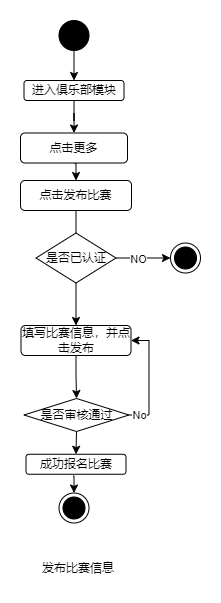 进入俱乐部模块
点击更多
点击发布比赛
是否已认证
NO
填写比赛信息，并点
击发布
是否审核通过
No
成功报名比赛
发布比赛信息